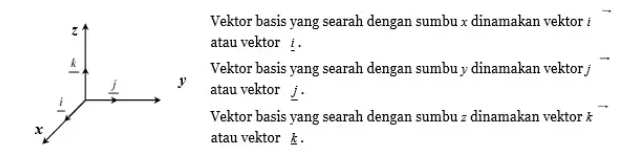 z
k
j
y
i
x
Vektor basis yang searah dengan sumbu x dinamakan vektor i →
atau vektor i .
Vektor basis yang searah dengan sumbu y dinamakan vektor j →
atau vektor j .
Vektor basis yang searah dengan sumbu z dinamakan vektor k →
atau vektor k .